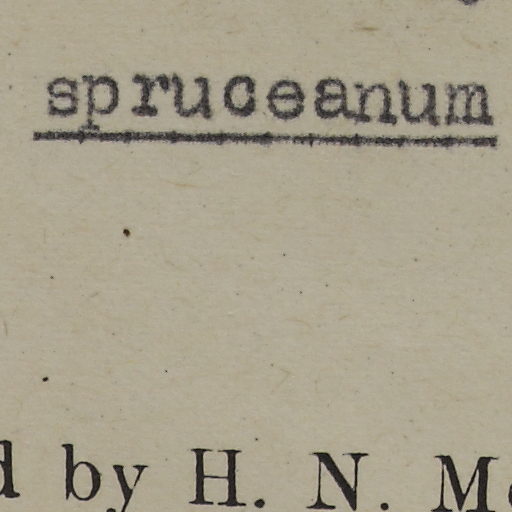 spruceanum
by H. N.